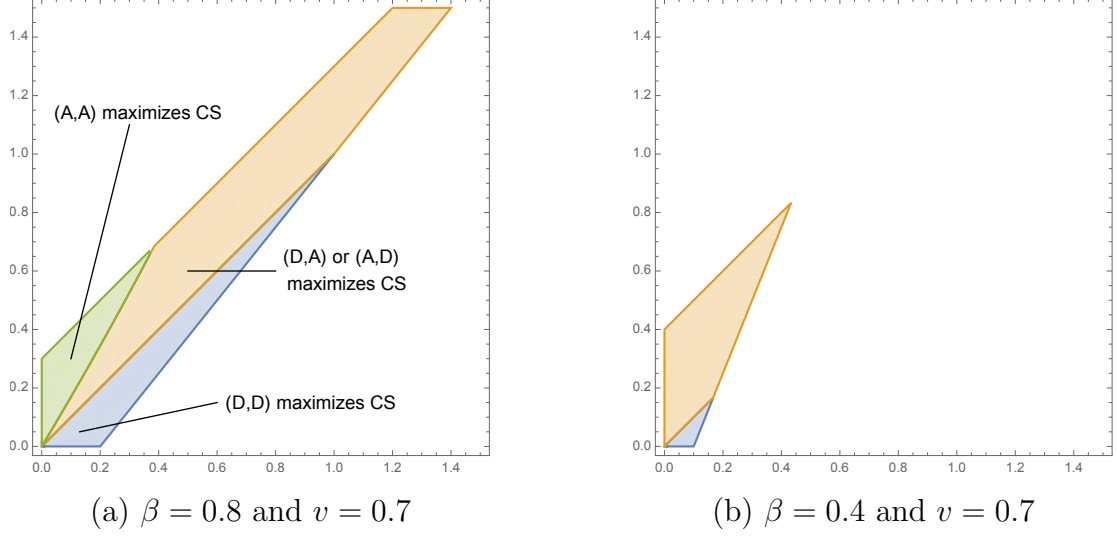 1.4
1.2
1.0
0.8
0.6
0.4
0.2
0.0
0.0 0.2 0.4 0.6 0.8 1.0 1.2 1.4
(A,A) maximizes CS
(D,A) or (A,D)
maximizes CS
(D,D) maximizes CS
(a) β = 0.8 and v = 0.7
1.4
1.2
1.0
0.8
0.6
0.4
0.2
0.0
0.0 0.2 0.4 0.6 0.8 1.0 1.2 1.4
(b) β = 0.4 and v = 0.7